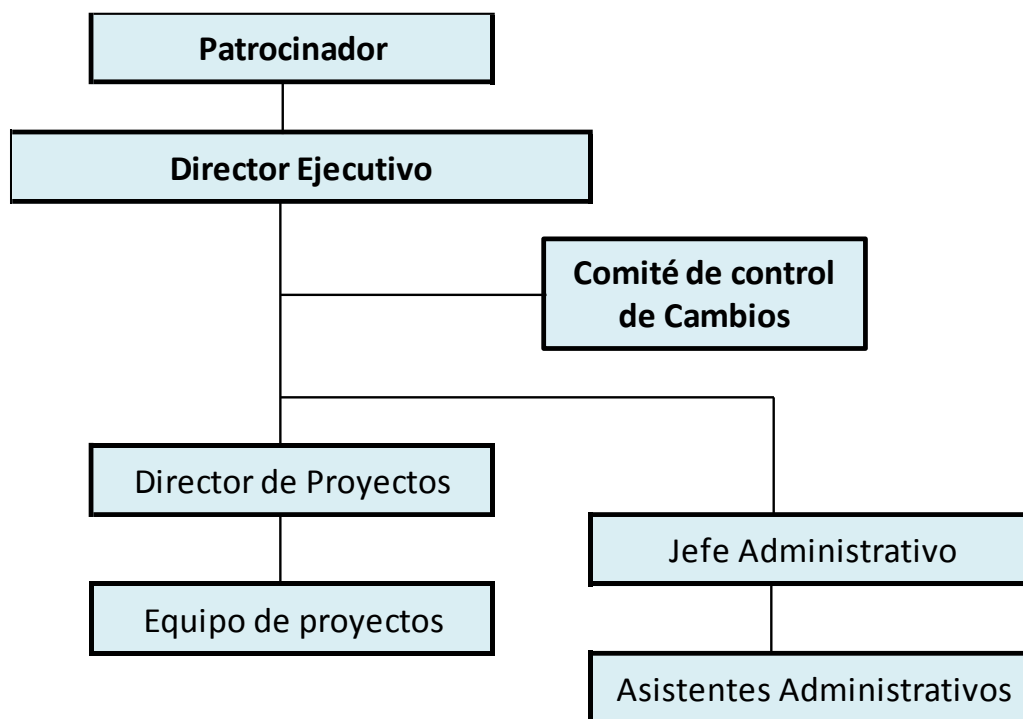 Patrocinador
Director Ejecutivo
Comité de control
de Cambios
Director de Proyectos
Jefe Administrativo
Equipo de proyectos
Asistentes Administrativos